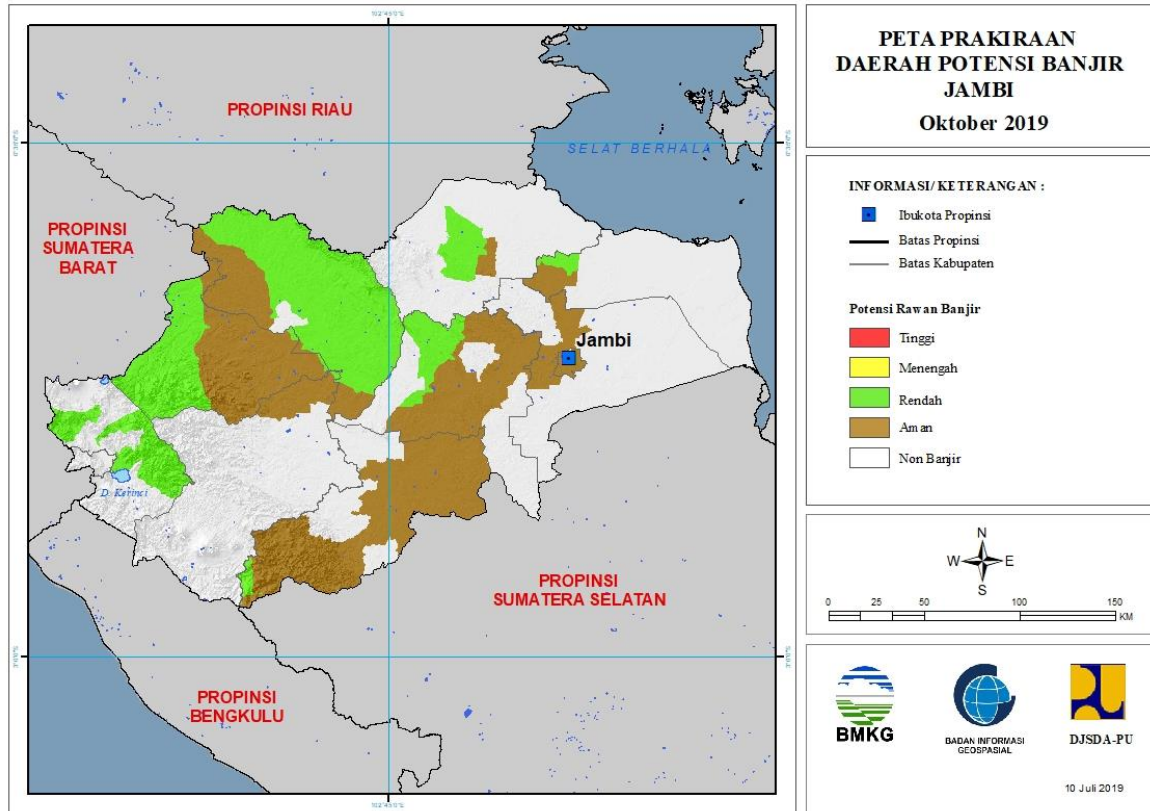 PETA PRAKIRAAN
DAERAH POTENSI BANJIR
JAMBI
Oktober 2019
INFORMASI/KETERANGAN :
Ibukota Propinsi
Batas Propinsi
Batas Kabupaten
Potensi Rawan Banjir
Tinggi
Menengah
Rendah
Aman
Non Banjir
N
W E
S
0 25 50 100 150
KM
BMKG
BADAN INFORMASI
GEOSPASIAL
DJSDA-PU
10 Juli 2019
PROPINSI RIAU
SELAT BERHALA
PROPINSI
SUMATERA
BARAT
Jambi
D. Kerinci
PROPINSI
SUMATERA SELATAN
PROPINSI
BENGKULU